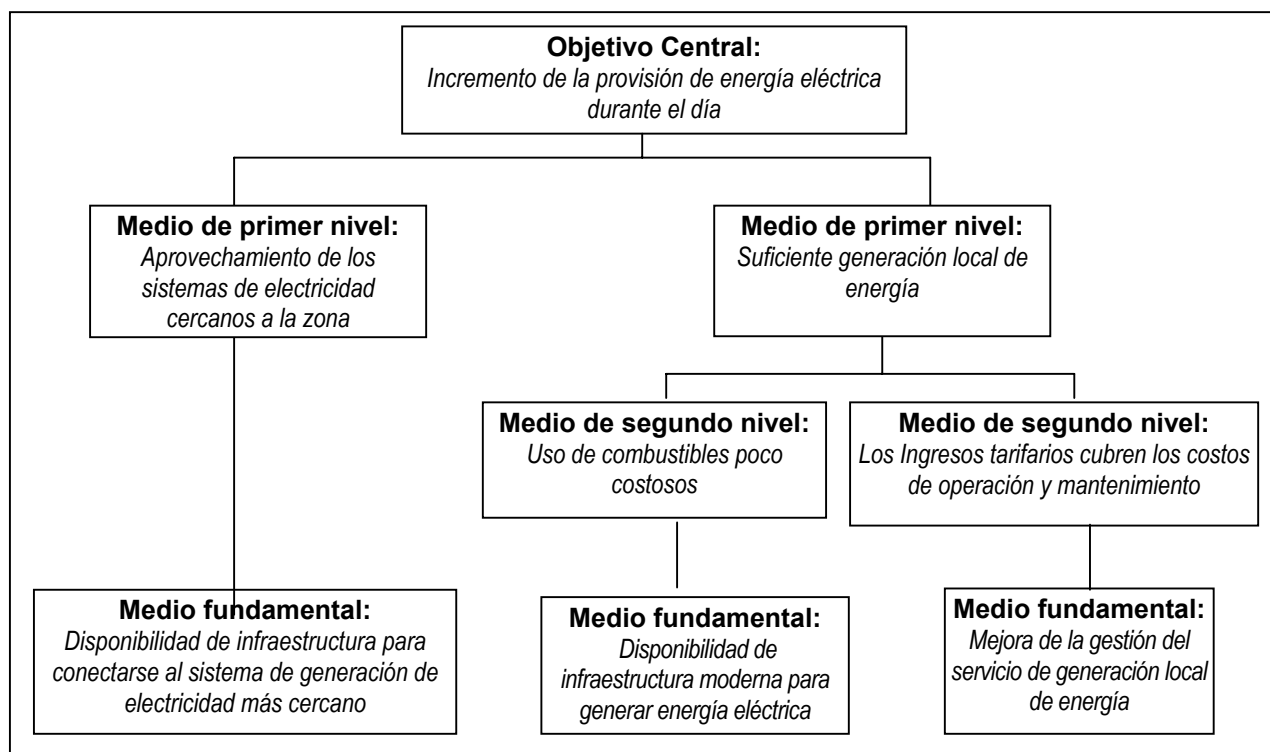 Objetivo Central:
Incremento de la provisión de energía eléctrica
durante el día
Medio de primer nivel:
Aprovechamiento de los
sistemas de electricidad
cercanos a la zona
Medio de primer nivel:
Suficiente generación local de
energía
Medio de segundo nivel:
Uso de combustibles poco
costosos
Medio de segundo nivel:
Los Ingresos tarifarios cubren los costos
de operación y mantenimiento
Medio fundamental:
Disponibilidad de infraestructura para
conectarse al sistema de generación de
electricidad más cercano
Medio fundamental:
Disponibilidad de
infraestructura moderna para
generar energía eléctrica
Medio fundamental:
Mejora de la gestión del
servicio de generación local
de energía